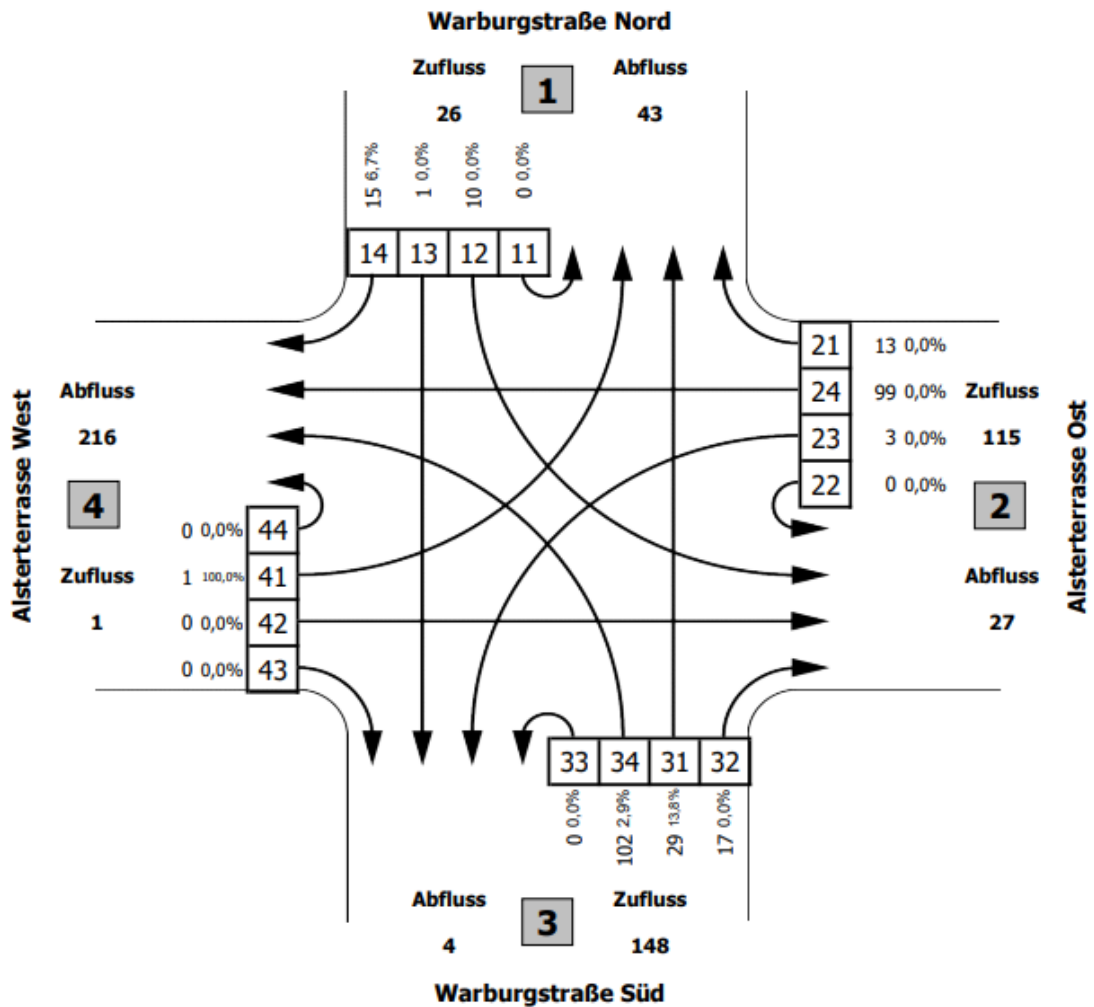 Warburgstraße Nord
Zufluss 1 Abfluss
26 43
15 6,7%
1 0,0%
10 0,0%
0 0,0%
14 13 12 11
21 13 0,0%
24 99 0,0% Zufluss
23 3 0,0% 115
22 0 0,0% 2
Abfluss
27
Alsterterrasse Ost
Alsterterrasse West
Abfluss
216
4
0 0,0% 44
Zufluss 1 100,0% 41
1 0 0,0% 42
0 0,0% 43
33 34 31 32
0 0,0%
102 2,9%
29 13,8%
17 0,0%
Abfluss 3 Zufluss
4 148
Warburgstraße Süd